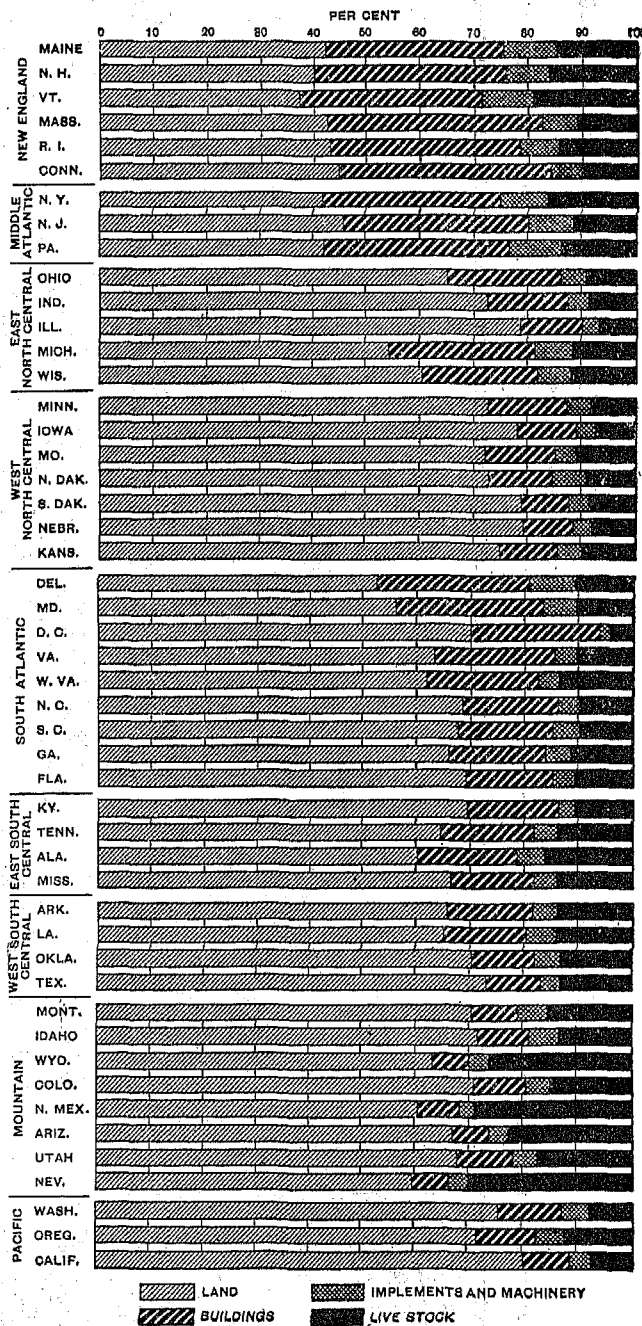 PER CENT
0 10 20 30 40 50 60 70 80 90 100
NEW ENGLAND
MAINE
N. H.
VT.
MASS.
R. I.
CONN.
MIDDLE ATLANTIC
N. Y.
N. J.
PA.
EAST NORTH CENTRAL
OHIO
IND.
ILL.
MICH.
WIS.
WEST NORTH CENTRAL
MINN.
IOWA
MO.
N. DAK.
S. DAK.
NEBR.
KANS.
SOUTH ATLANTIC
DEL.
MD.
D. C.
VA.
W. VA.
N. C.
S. C.
GA.
FLA.
EAST SOUTH CENTRAL
KY.
TENN.
ALA.
MISS.
WEST SOUTH CENTRAL
ARK.
LA.
OKLA.
TEX.
MOUNTAIN
MONT.
IDAHO
WYO.
COLO.
N. MEX.
ARIZ.
UTAH
NEV.
PACIFIC
WASH.
OREG.
CALIF.
LAND IMPLEMENTS AND MACHINERY
BUILDINGS LIVE STOCK